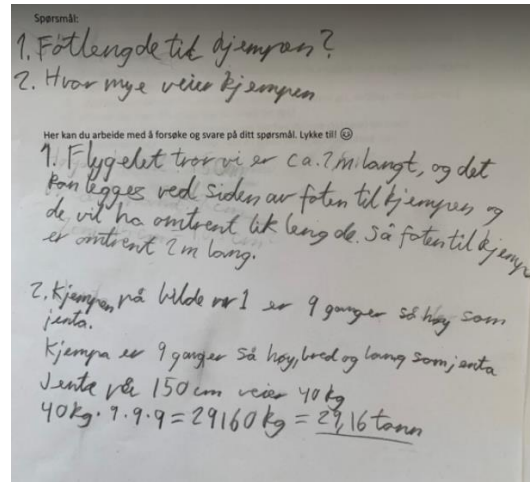 Spørsmål:
1. Fotlengde til kjempen?
2. Hvor mye veier kjempen
Her kan du arbeide med å forsøke og svare på ditt spørsmål. Lykke til! ☺
1. Flygelet tror vi er ca. 2 m langt, og det
kan legges ved siden av foten til kjempen og
de vil ha omtrent lik lengde. Så foten til kjempen
er omtrent 2m lang.
2. Kjempen på bilde nr 1 er 9 ganger så høy som
jenta.
Kjempa er 9 ganger så høy, bred og lang som jenta
Jente på 150 cm veier 40 kg
40 kg · 9 · 9 · 9 = 29160 kg = 29,16 tonn